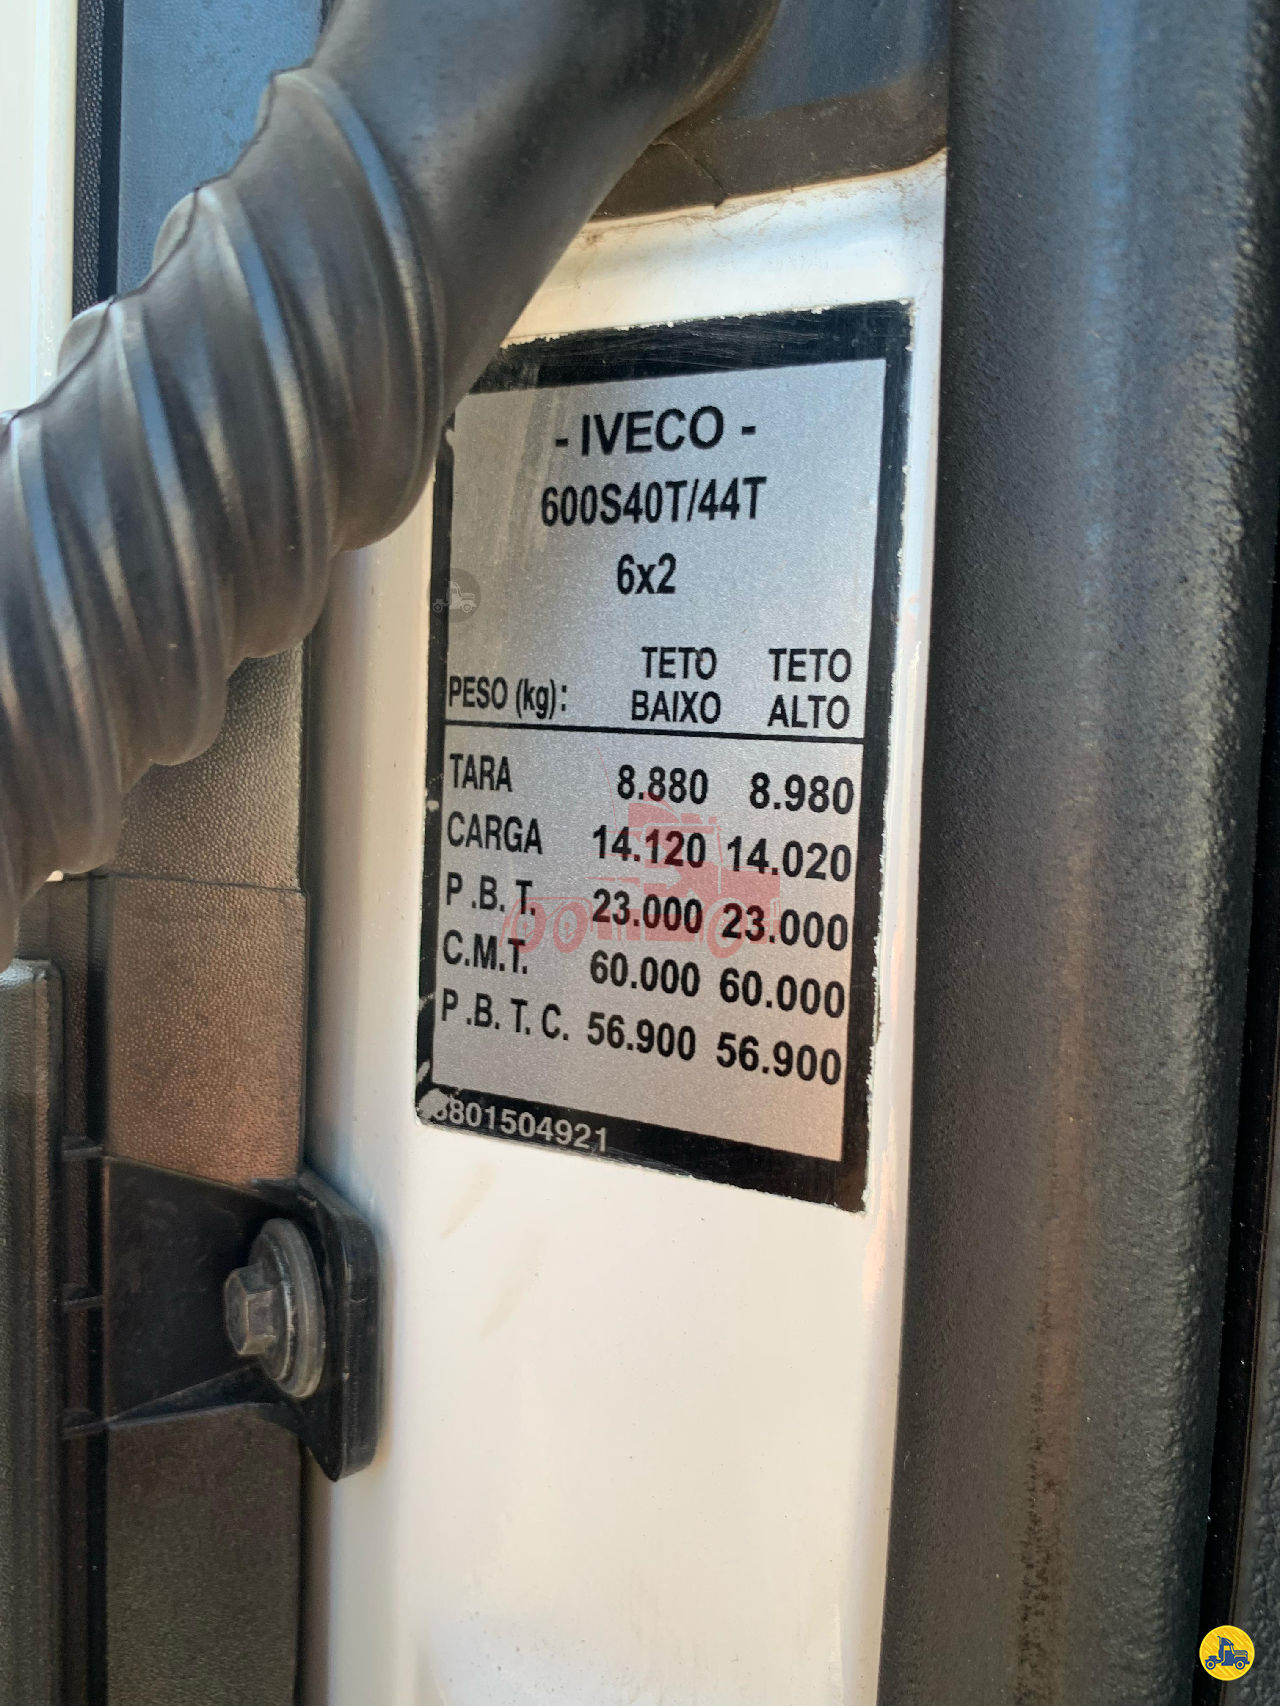 - IVECO -
600S40T/44T
6x2
TETO TETO
PESO (kg): BAIXO ALTO
TARA 8.880 8.980
CARGA 14.120 14.020
P.B.T. 23.000 23.000
C.M.T. 60.000 60.000
P.B.T.C. 56.900 56.900
5801504921